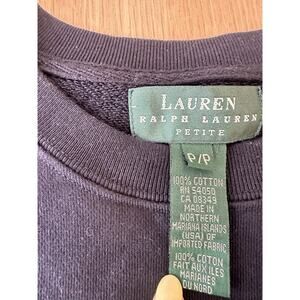 LAUREN
RALPH LAUREN
PETITE
P/P
100% COTTON
RN 54050
CA 08349
MADE IN
NORTHERN
MARIANA ISLANDS
(USA) OF
IMPORTED FABRIC
100% COTON
FAIT AUX ILES
MARIANES
DU NORD